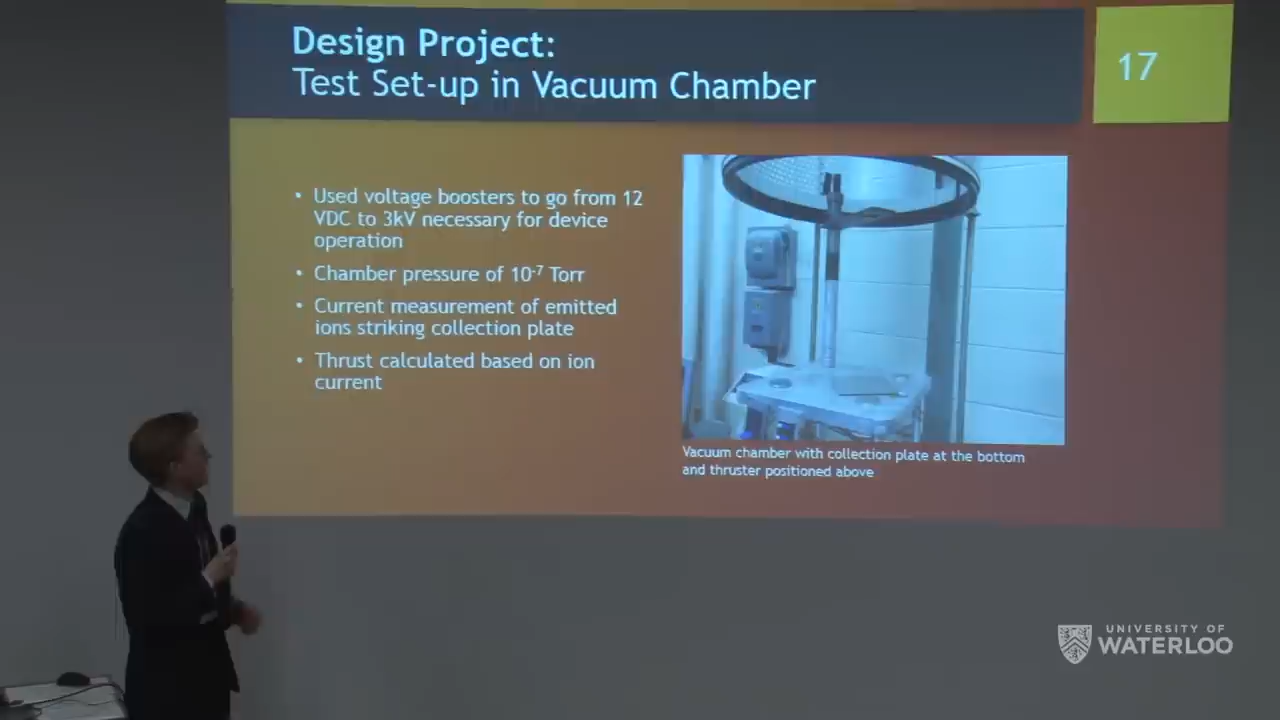 Design Project:
Test Set-up in Vacuum Chamber
17
• Used voltage boosters to go from 12
VDC to 3kV necessary for device
operation
• Chamber pressure of 10⁻⁷ Torr
• Current measurement of emitted
ions striking collection plate
• Thrust calculated based on ion
current
Vacuum chamber with collection plate at the bottom
and thruster positioned above
UNIVERSITY OF
WATERLOO